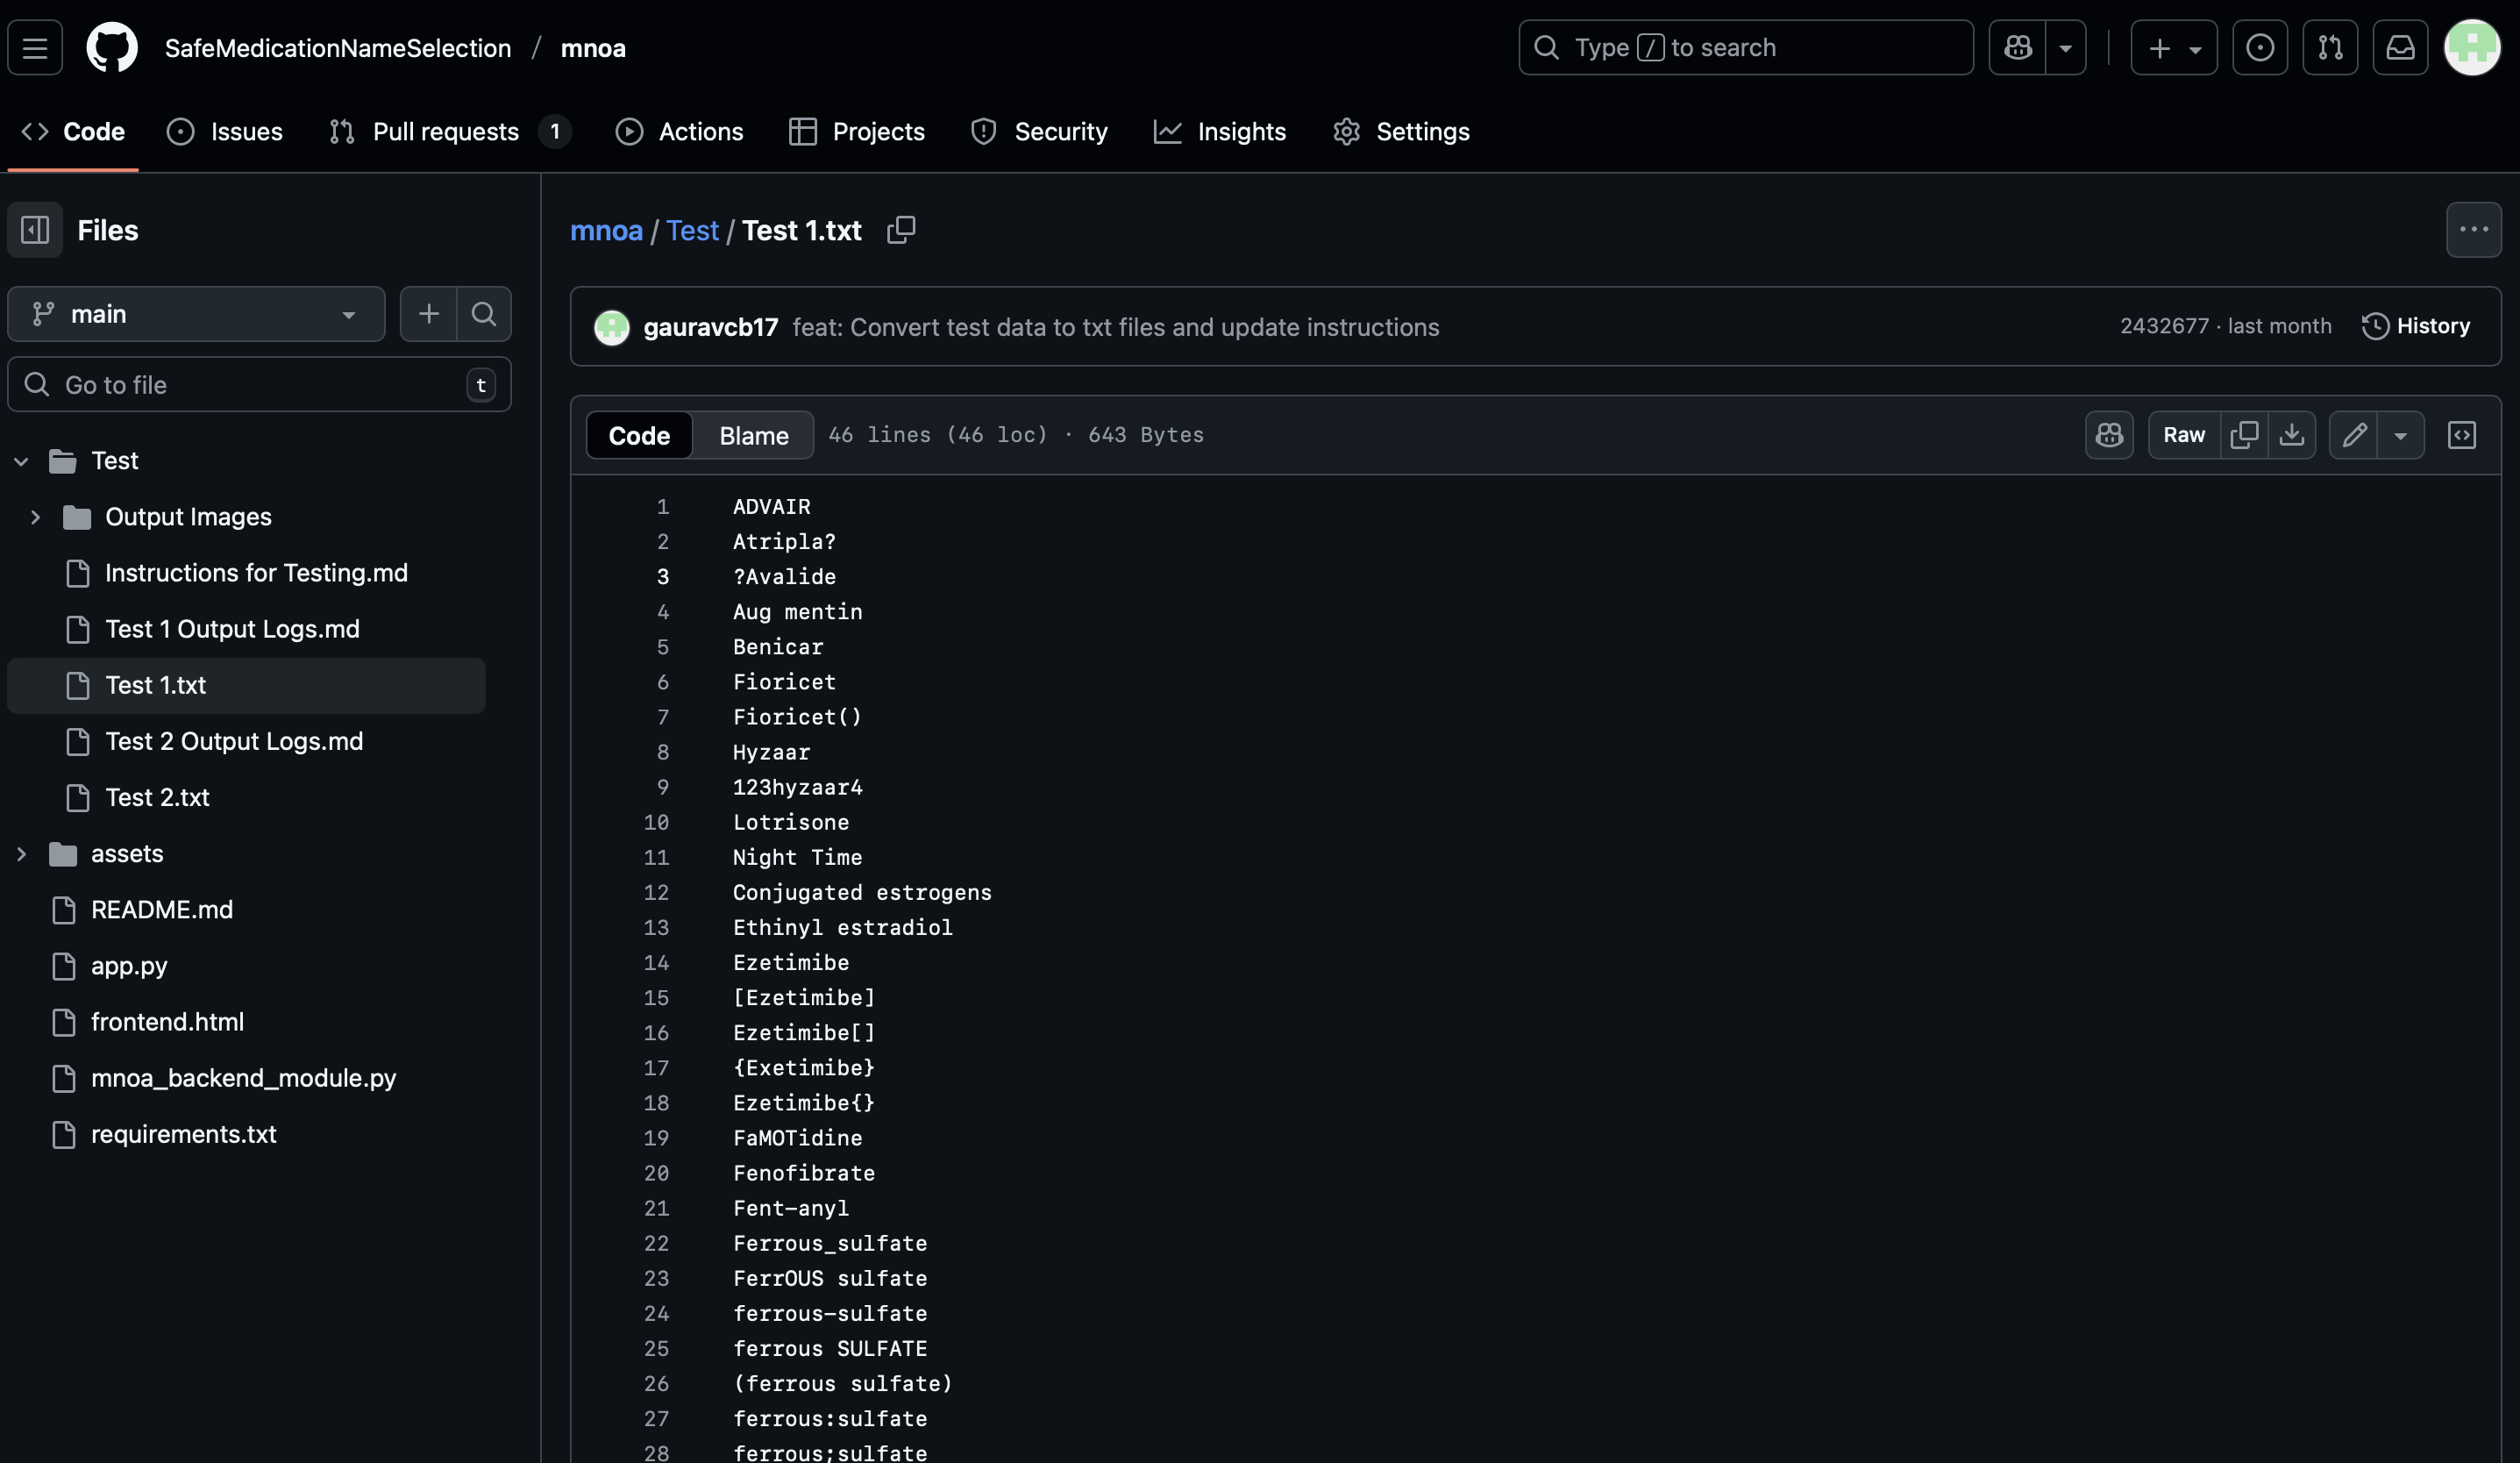 SafeMedicationNameSelection / mnoa
Type / to search
Code
Issues
Pull requests 1
Actions
Projects
Security
Insights
Settings
Files
main
Go to file t
Test
Output Images
Instructions for Testing.md
Test 1 Output Logs.md
Test 1.txt
Test 2 Output Logs.md
Test 2.txt
assets
README.md
app.py
frontend.html
mnoa_backend_module.py
requirements.txt
mnoa / Test / Test 1.txt
gauravcb17 feat: Convert test data to txt files and update instructions
2432677 · last month History
Code Blame 46 lines (46 loc) · 643 Bytes
Raw
1 ADVAIR
2 Atripla?
3 ?Avalide
4 Aug mentin
5 Benicar
6 Fioricet
7 Fioricet()
8 Hyzaar
9 123hyzaar4
10 Lotrisone
11 Night Time
12 Conjugated estrogens
13 Ethinyl estradiol
14 Ezetimibe
15 [Ezetimibe]
16 Ezetimibe[]
17 {Exetimibe}
18 Ezetimibe{}
19 FaMOTidine
20 Fenofibrate
21 Fent-anyl
22 Ferrous_sulfate
23 FerrOUS sulfate
24 ferrous-sulfate
25 ferrous SULFATE
26 (ferrous sulfate)
27 ferrous:sulfate
28 ferrous;sulfate